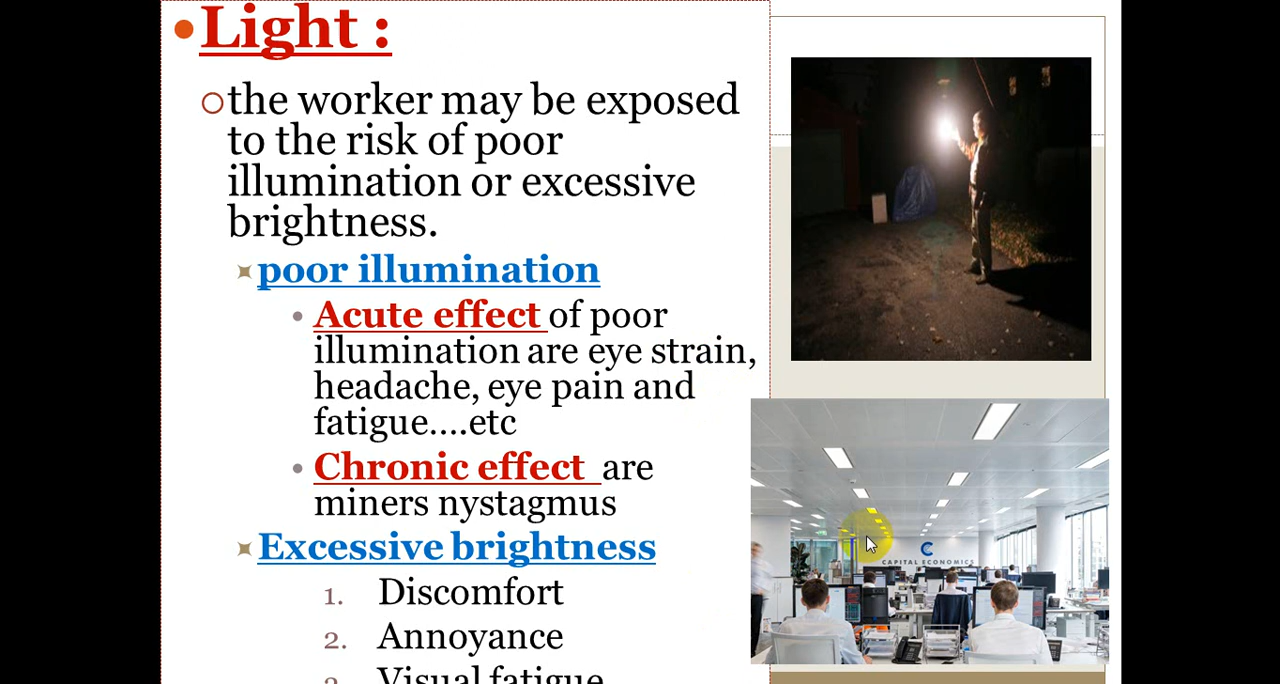 Light :
the worker may be exposed
to the risk of poor
illumination or excessive
brightness.
poor illumination
Acute effect of poor
illumination are eye strain,
headache, eye pain and
fatigue....etc
Chronic effect are
miners nystagmus
Excessive brightness
1. Discomfort
2. Annoyance
Visual fatigue
CAPITAL ECONOMICS